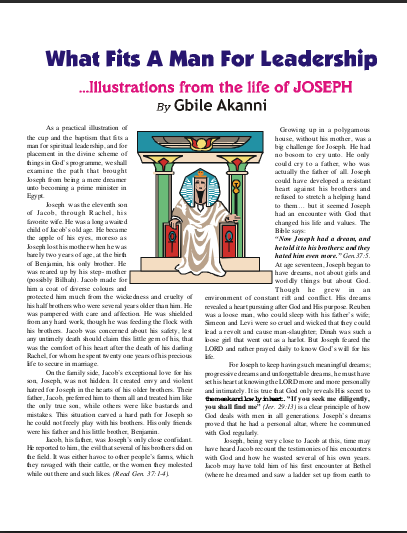 What Fits A Man For Leadership
...Illustrations from the life of JOSEPH
By Gbile Akanni
As a practical illustration of
the cup and the baptism that fits a
man for spiritual leadership, and for
placement in the divine scheme of
things in God's programme, we shall
examine the path that brought
Joseph from being a mere dreamer
unto becoming a prime minister in
Egypt.
Joseph was the eleventh son
of Jacob, through Rachel, his
favorite wife. He was a long awaited
child of Jacob's old age. He became
the apple of his eyes, moreso as
Joseph lost his mother when he was
barely two years of age, at the birth
of Benjamin, his only brother. He
was reared up by his step- mother
(possibly Bilhah). Jacob made for
him a coat of diverse colours and
protected him much from the wickedness and cruelty of
his half brothers who were several years older than him. He
was pampered with care and affection. He was shielded
from any hard work, though he was feeding the flock with
his brothers. Jacob was concerned about his safety, lest
any untimely death should claim this little gem of his, that
was the comfort of his heart after the death of his darling
Rachel, for whom he spent twenty one years of his precious
life to secure in marriage.
On the family side, Jacob's exceptional love for his
son, Joseph, was not hidden. It created envy and violent
hatred for Joseph in the hearts of his older brothers. Their
father, Jacob, preferred him to them all and treated him like
the only true son, while others were like bastards and
mistakes. This situation carved a hard path for Joseph so
he could not freely play with his brothers. His only friends
were his father and his little brother, Benjamin.
Jacob, his father, was Joseph's only close confidant.
He reported to him, the evil that several of his brothers did on
the field. It was either havoc to other people's farms, which
they ravaged with their cattle, or the women they molested
while out there and such likes. (Read Gen. 37:1-4).
Growing up in a polygamous
house, without his mother, was a
big challenge for Joseph. He had
no bosom to cry unto. He only
could cry to a father, who was
actually the father of all. Joseph
could have developed a resistant
heart against his brothers and
refused to stretch a helping hand
to them ... but it seemed Joseph
had an encounter with God that
changed his life and values. The
Bible says:
"Now Joseph had a dream, and
he told it to his brothers: and they
hated him even more." Gen.37:5.
At age seventeen, Joseph began to
have dreams, not about girls and
worldly things but about God.
Though he grew in an
environment of constant rift and conflict. His dreams
revealed a heart pursuing after God and His purpose. Reuben
was a loose man, who could sleep with his father's wife;
Simeon and Levi were so cruel and wicked that they could
lead a revolt and cause man-slaughter; Dinah was such a
loose girl that went out as a harlot. But Joseph feared the
LORD and rather prayed daily to know God's will for his
life.
For Joseph to keep having such meaningful dreams;
progressive dreams and unforgettable dreams, he must have
set his heart at knowing the LORD more and more personally
and intimately. It is true that God only reveals His secret to
"If you seek me diligently,
you shall find me" (Jer. 29:13) is a clear principle of how
God deals with men in all generations. Joseph's dreams
proved that he had a personal altar, where he communed
with God regularly.
Joseph, being very close to Jacob at this, time may
have heard Jacob recount the testimonies of his encounters
with God and how he wasted several of his own years.
Jacob may have told him of his first encounter at Bethel
(where he dreamed and saw a ladder set up from earth to